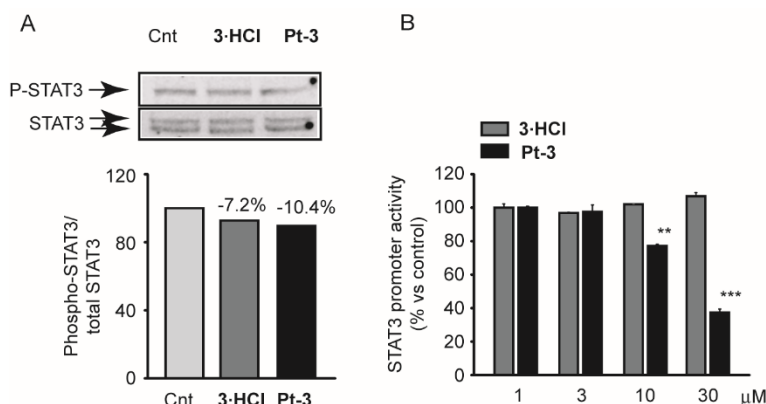 A
Cnt 3·HCl Pt-3
P-STAT3
STAT3
120
80
40
0
Phospho-STAT3/
total STAT3
-7.2%
-10.4%
Cnt 3·HCl Pt-3
B
3·HCl
Pt-3
120
100
80
60
40
20
0
STAT3 promoter activity
(% vs control)
**
***
1 3 10 30 μM